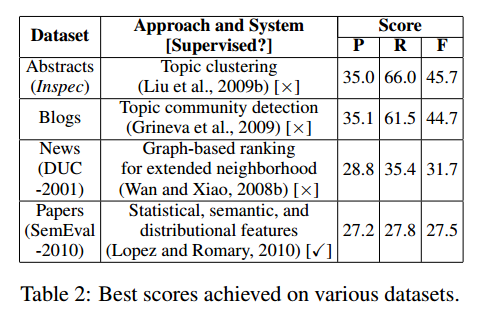 Dataset | Approach and System [Supervised?] | Score
P | R | F
Abstracts (Inspec) | Topic clustering (Liu et al., 2009b) [×] | 35.0 | 66.0 | 45.7
Blogs | Topic community detection (Grineva et al., 2009) [×] | 35.1 | 61.5 | 44.7
News (DUC -2001) | Graph-based ranking for extended neighborhood (Wan and Xiao, 2008b) [×] | 28.8 | 35.4 | 31.7
Papers (SemEval -2010) | Statistical, semantic, and distributional features (Lopez and Romary, 2010) [✓] | 27.2 | 27.8 | 27.5
Table 2: Best scores achieved on various datasets.